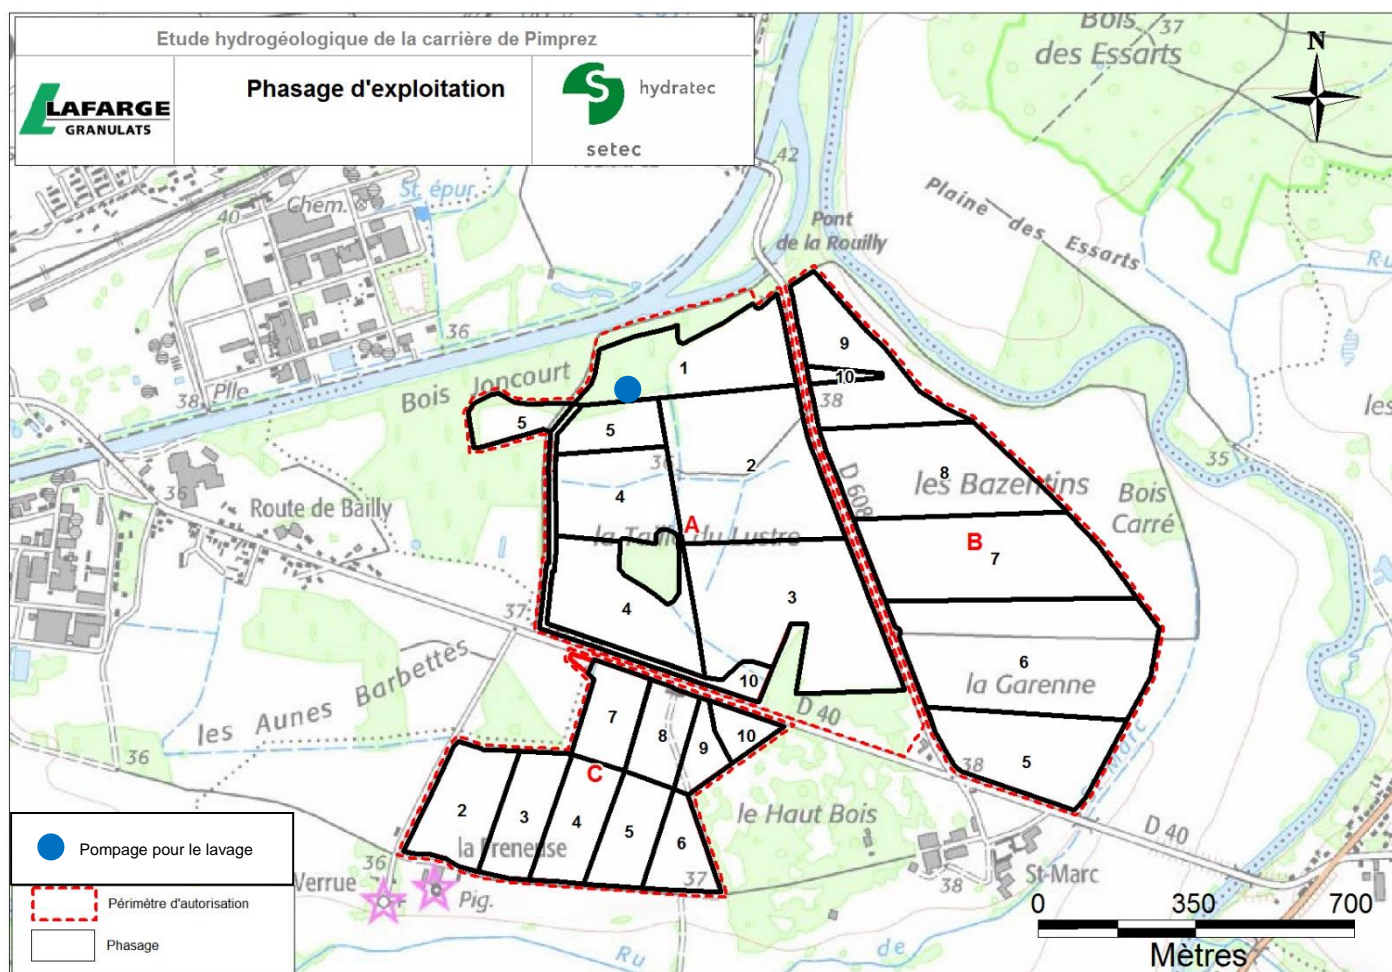 Etude hydrogéologique de la carrière de Pimprez
LAFARGE
GRANULATS
Phasage d'exploitation
S
hydratec
setec
N
Bois 37
des Essarts
42
St. épur.
Chem.
40
Pont
de la Rouilly
Plaine des Essarts
Ru
36
Plle
38
Bois Joncourt
1
9
10
38
les
5
5
36
2
35
D 608
8
les Bazentins
Bois
Carré
36
Route de Bailly
4
A
la Taille du Lustre
B
7
37
4
3
6
la Garenne
les Aunes Barbettes
10
D 40
7
8
9
10
36
C
38
5
Marc
2
3
4
5
6
le Haut Bois
D 40
la Freneuse
36
Verrue
Pig.
37
38
St-Marc
Ru
de
Pompage pour le lavage
Périmètre d'autorisation
Phasage
0 350 700
Mètres